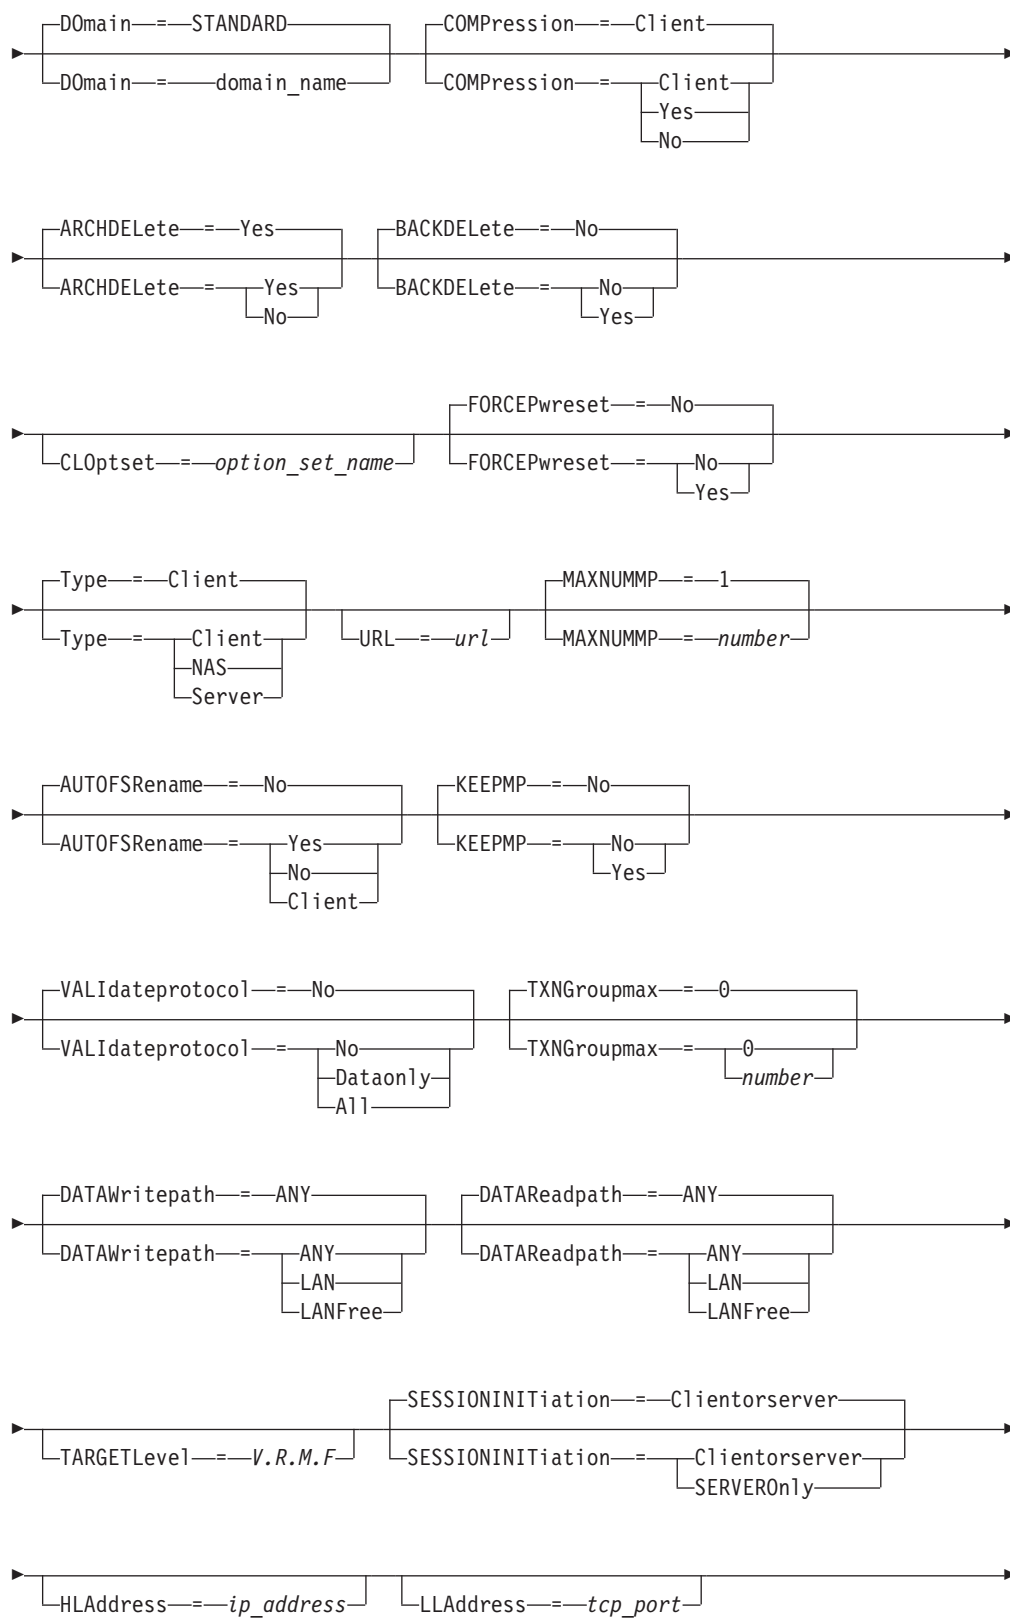 DOmain = STANDARD COMPression = Client
DOmain = domain_name COMPression = Client
Yes
No
ARCHDELete = Yes BACKDELete = No
ARCHDELete = Yes BACKDELete = No
No Yes
FORCEPwreset = No
CLOptset = option_set_name FORCEPwreset = No
Yes
Type = Client MAXNUMMP = 1
Type = Client URL = url MAXNUMMP = number
NAS
Server
AUTOFSRename = No KEEPMP = No
AUTOFSRename = Yes KEEPMP = No
No Yes
Client
VALIdateprotocol = No TXNGroupmax = 0
VALIdateprotocol = No TXNGroupmax = 0
Dataonly number
All
DATAWritepath = ANY DATAReadpath = ANY
DATAWritepath = ANY DATAReadpath = ANY
LAN LAN
LANFree LANFree
SESSIONINITiation = Clientorserver
TARGETLevel = V.R.M.F SESSIONINITiation = Clientorserver
SERVEROnly
HLAddress = ip_address LLAddress = tcp_port